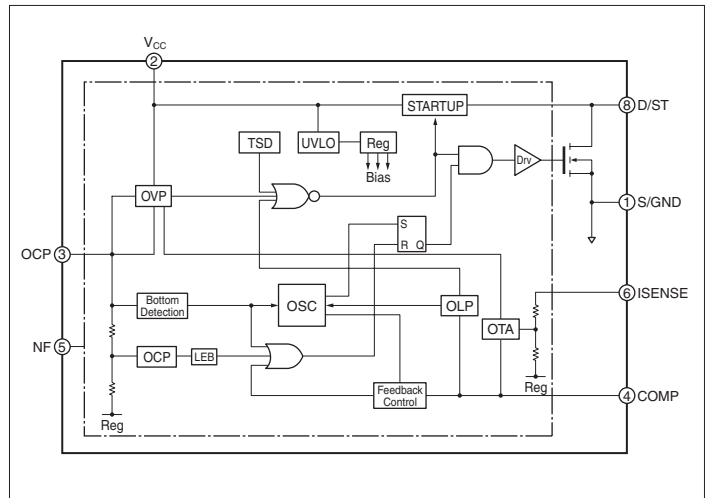 VCC
2
STARTUP
8 D/ST
TSD
UVLO
Reg
Bias
Drv
OVP
1 S/GND
S
R Q
OCP 3
6 ISENSE
Bottom
Detection
OSC
OLP
OTA
NF 5
OCP
LEB
Reg
Feedback
Control
4 COMP
Reg